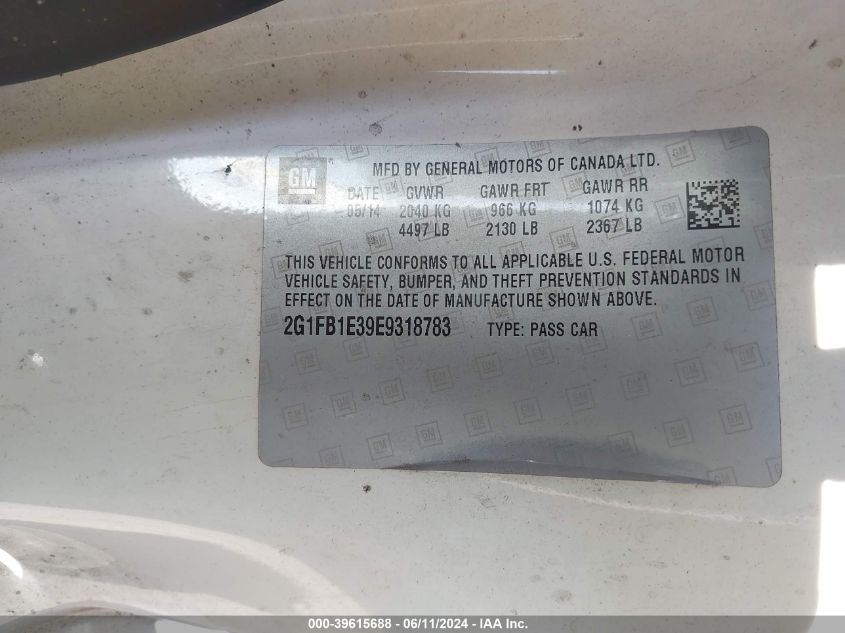 GM
MFD BY GENERAL MOTORS OF CANADA LTD.
DATE GVWR GAWR FRT GAWR RR
05/14 2040 KG 966 KG 1074 KG
4497 LB 2130 LB 2367 LB
THIS VEHICLE CONFORMS TO ALL APPLICABLE U.S. FEDERAL MOTOR
VEHICLE SAFETY, BUMPER, AND THEFT PREVENTION STANDARDS IN
EFFECT ON THE DATE OF MANUFACTURE SHOWN ABOVE.
2G1FB1E39E9318783 TYPE: PASS CAR
000-39615688 - 06/11/2024 - IAA Inc.